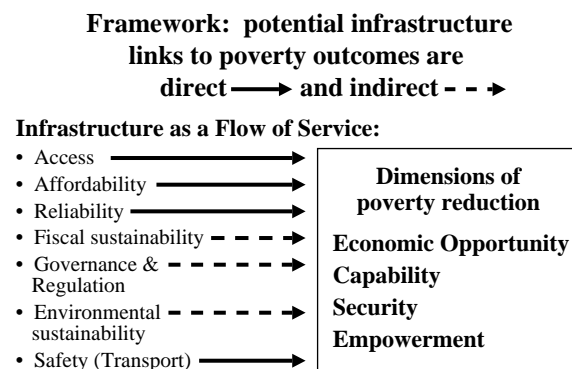 Framework: potential infrastructure
links to poverty outcomes are
direct and indirect
Infrastructure as a Flow of Service:
• Access
• Affordability
• Reliability
• Fiscal sustainability
• Governance &
Regulation
• Environmental
sustainability
• Safety (Transport)
Dimensions of
poverty reduction
Economic Opportunity
Capability
Security
Empowerment